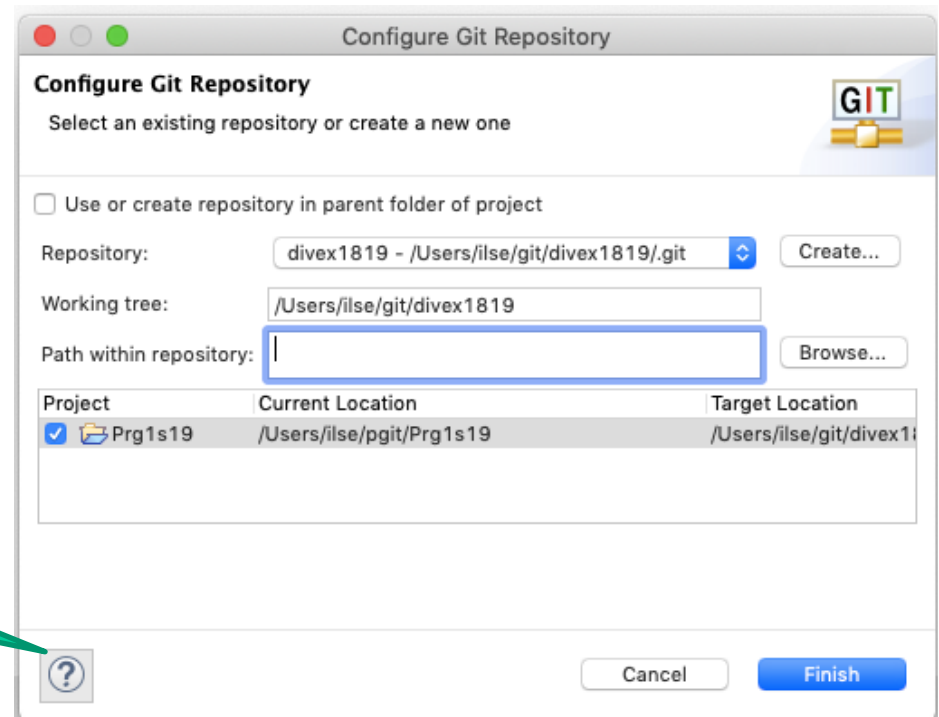 Configure Git Repository
Configure Git Repository
GIT
Select an existing repository or create a new one
Use or create repository in parent folder of project
Repository: divex1819 - /Users/ilse/git/divex1819/.git Create...
Working tree: /Users/ilse/git/divex1819
Path within repository: Browse...
Project Current Location Target Location
Prg1s19 /Users/ilse/pgit/Prg1s19 /Users/ilse/git/divex1
? Cancel Finish